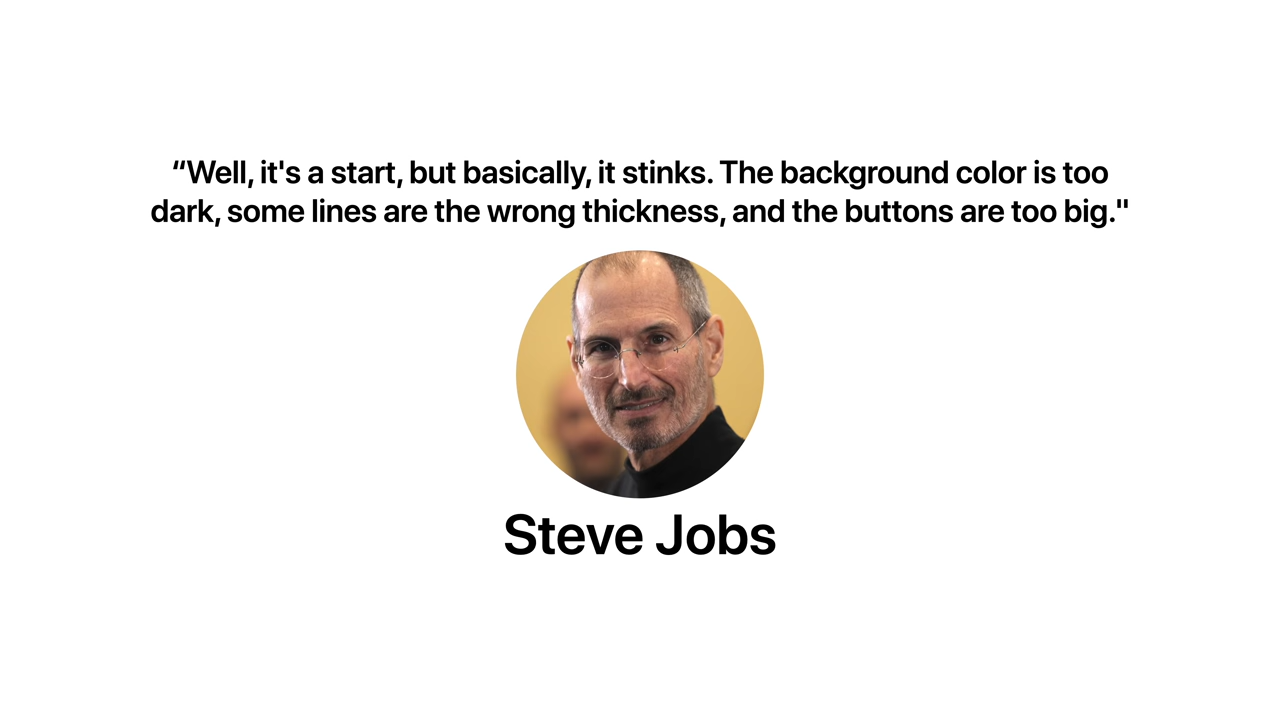 “Well, it's a start, but basically, it stinks. The background color is too
dark, some lines are the wrong thickness, and the buttons are too big."
Steve Jobs